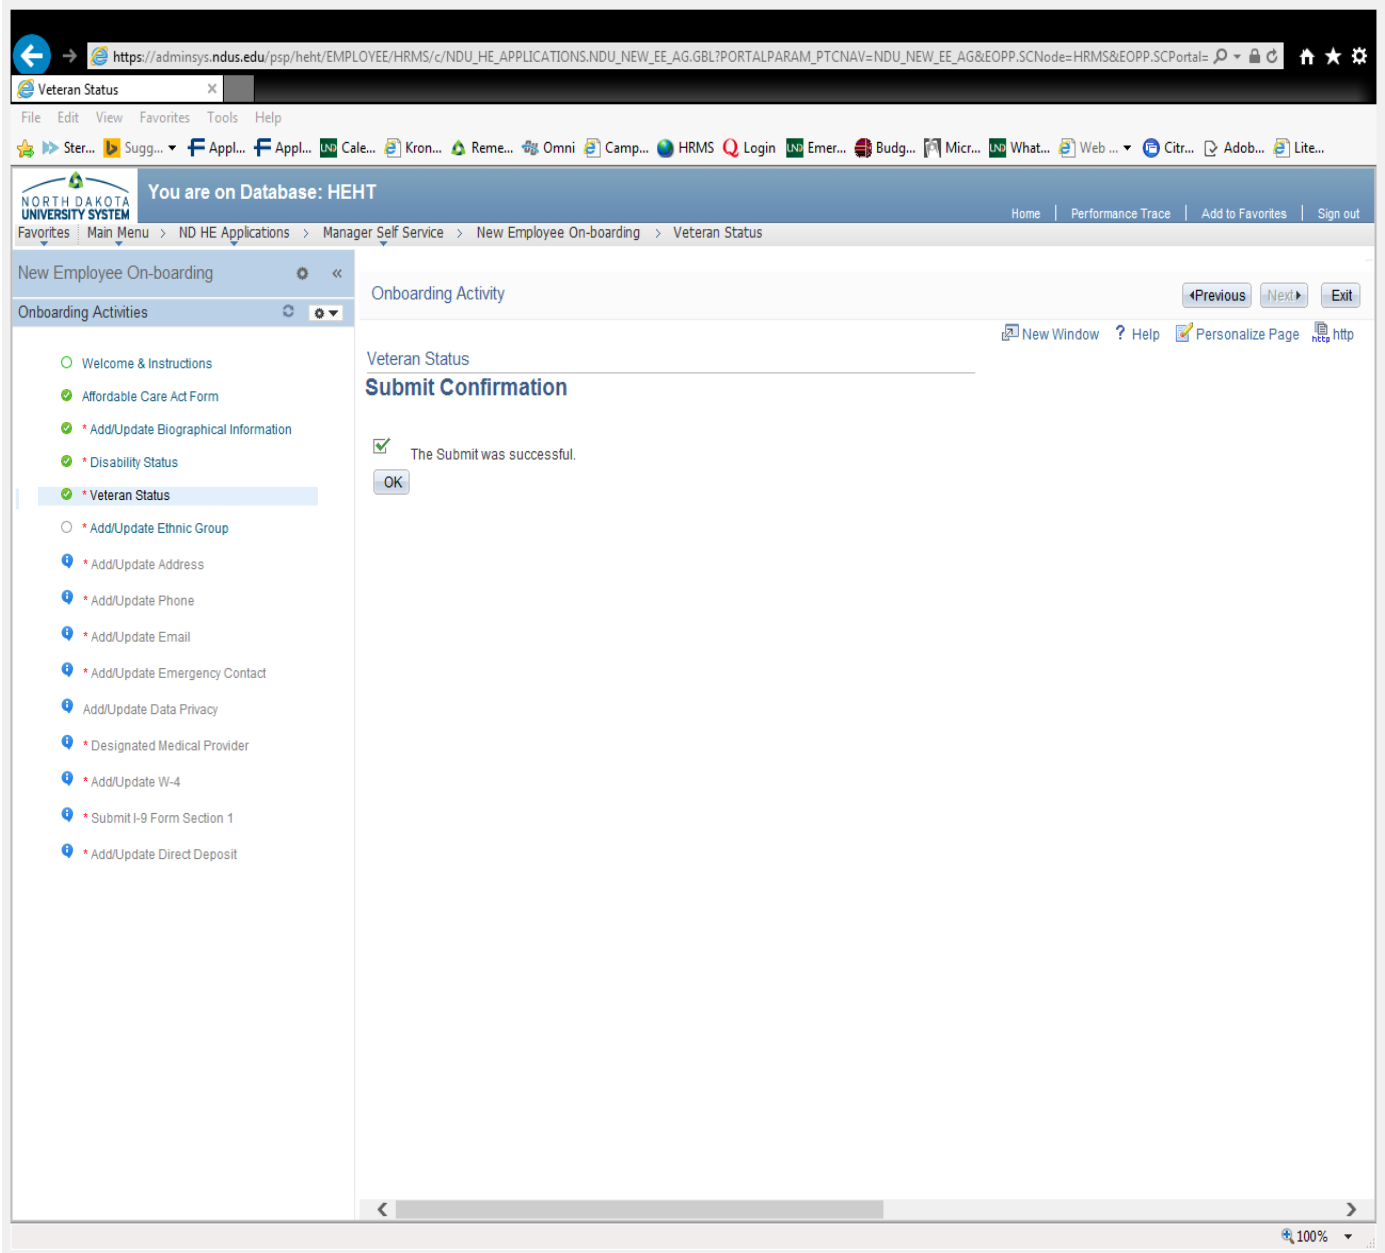 https://adminsys.ndus.edu/psp/heht/EMPLOYEE/HRMS/c/NDU_HE_APPLICATIONS.NDU_NEW_EE_AG.GBL?PORTALPARAM_PTCNAV=NDU_NEW_EE_AG&EOPP.SCNode=HRMS&EOPP.SCPortal=
Veteran Status
File Edit View Favorites Tools Help
Ster... Sugg... Appl... Appl... UND Cale... Kron... Reme... Omni Camp... HRMS Login UND Emer... Budg... Micr... UND What... Web ... Citr... Adob... Lite...
NORTH DAKOTA
UNIVERSITY SYSTEM
You are on Database: HEHT
Home | Performance Trace | Add to Favorites | Sign out
Favorites Main Menu > ND HE Applications > Manager Self Service > New Employee On-boarding > Veteran Status
New Employee On-boarding «
Onboarding Activities
Welcome & Instructions
Affordable Care Act Form
* Add/Update Biographical Information
* Disability Status
* Veteran Status
* Add/Update Ethnic Group
* Add/Update Address
* Add/Update Phone
* Add/Update Email
* Add/Update Emergency Contact
Add/Update Data Privacy
* Designated Medical Provider
* Add/Update W-4
* Submit I-9 Form Section 1
* Add/Update Direct Deposit
Onboarding Activity
Previous Next Exit
New Window ? Help Personalize Page http
Veteran Status
Submit Confirmation
The Submit was successful.
OK
100%